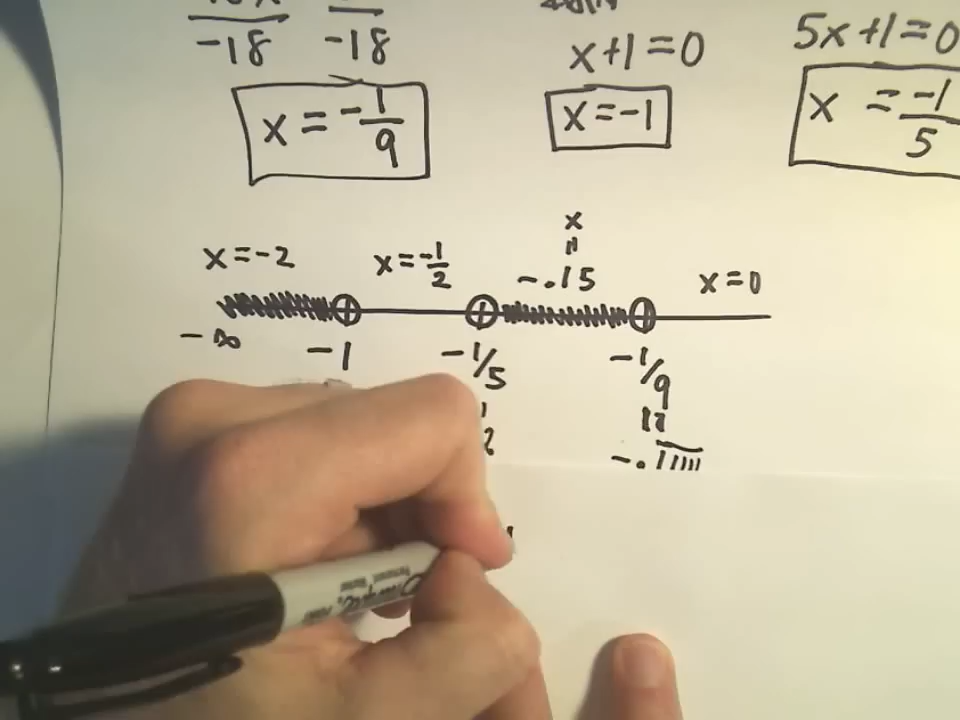 -18 -18
x+1=0
5x+1=0
x = -1/9
x=-1
x = -1/5
x
x=-2
x=-1/2
=
-.15
x=0
-∞
-1
-1/5
-1/9
-.11111